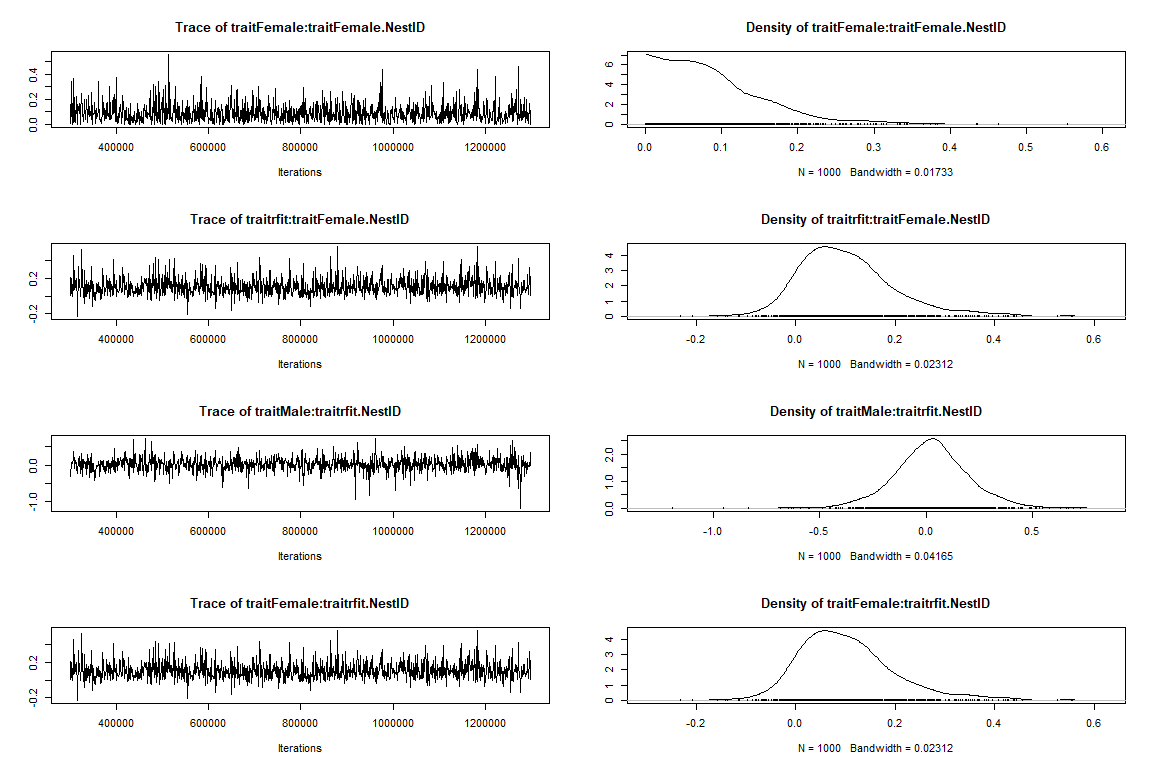 Trace of traitFemale:traitFemale.NestID
Density of traitFemale:traitFemale.NestID
0.0 0.2 0.4
400000 600000 800000 1000000 1200000
Iterations
0 2 4 6
0.0 0.1 0.2 0.3 0.4 0.5 0.6
N = 1000 Bandwidth = 0.01733
Trace of traitrfit:traitFemale.NestID
Density of traitrfit:traitFemale.NestID
-0.2 0.2
400000 600000 800000 1000000 1200000
Iterations
0 1 2 3 4
-0.2 0.0 0.2 0.4 0.6
N = 1000 Bandwidth = 0.02312
Trace of traitMale:traitrfit.NestID
Density of traitMale:traitrfit.NestID
-1.0 0.0
400000 600000 800000 1000000 1200000
Iterations
0.0 1.0 2.0
-1.0 -0.5 0.0 0.5
N = 1000 Bandwidth = 0.04165
Trace of traitFemale:traitrfit.NestID
Density of traitFemale:traitrfit.NestID
-0.2 0.2
400000 600000 800000 1000000 1200000
Iterations
0 1 2 3 4
-0.2 0.0 0.2 0.4 0.6
N = 1000 Bandwidth = 0.02312